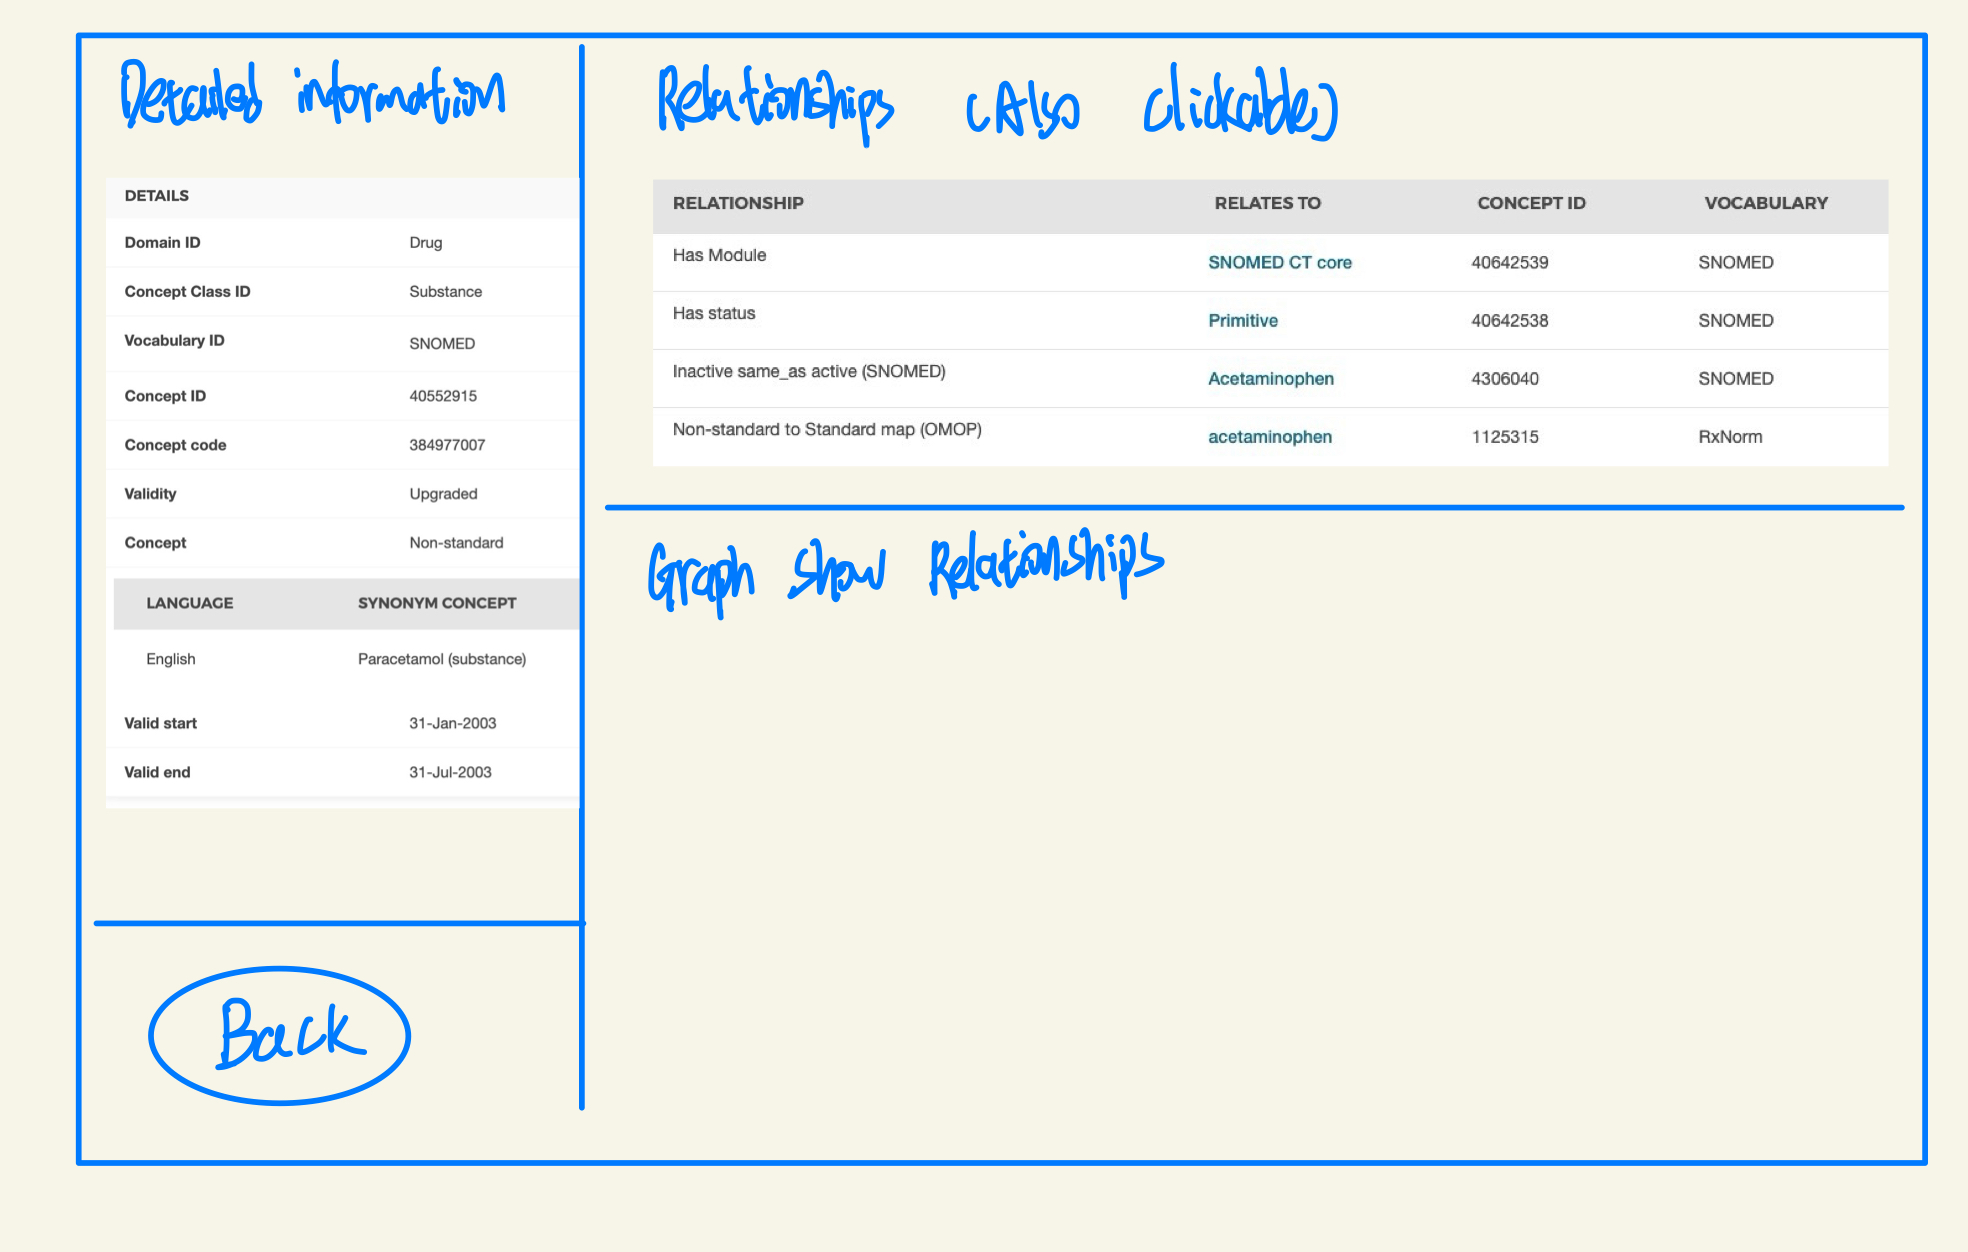 Detailed information
DETAILS
Domain ID Drug
Concept Class ID Substance
Vocabulary ID SNOMED
Concept ID 40552915
Concept code 384977007
Validity Upgraded
Concept Non-standard
LANGUAGE SYNONYM CONCEPT
English Paracetamol (substance)
Valid start 31-Jan-2003
Valid end 31-Jul-2003
Back
Relationships (Also clickable)
RELATIONSHIP RELATES TO CONCEPT ID VOCABULARY
Has Module SNOMED CT core 40642539 SNOMED
Has status Primitive 40642538 SNOMED
Inactive same_as active (SNOMED) Acetaminophen 4306040 SNOMED
Non-standard to Standard map (OMOP) acetaminophen 1125315 RxNorm
Graph show Relationships